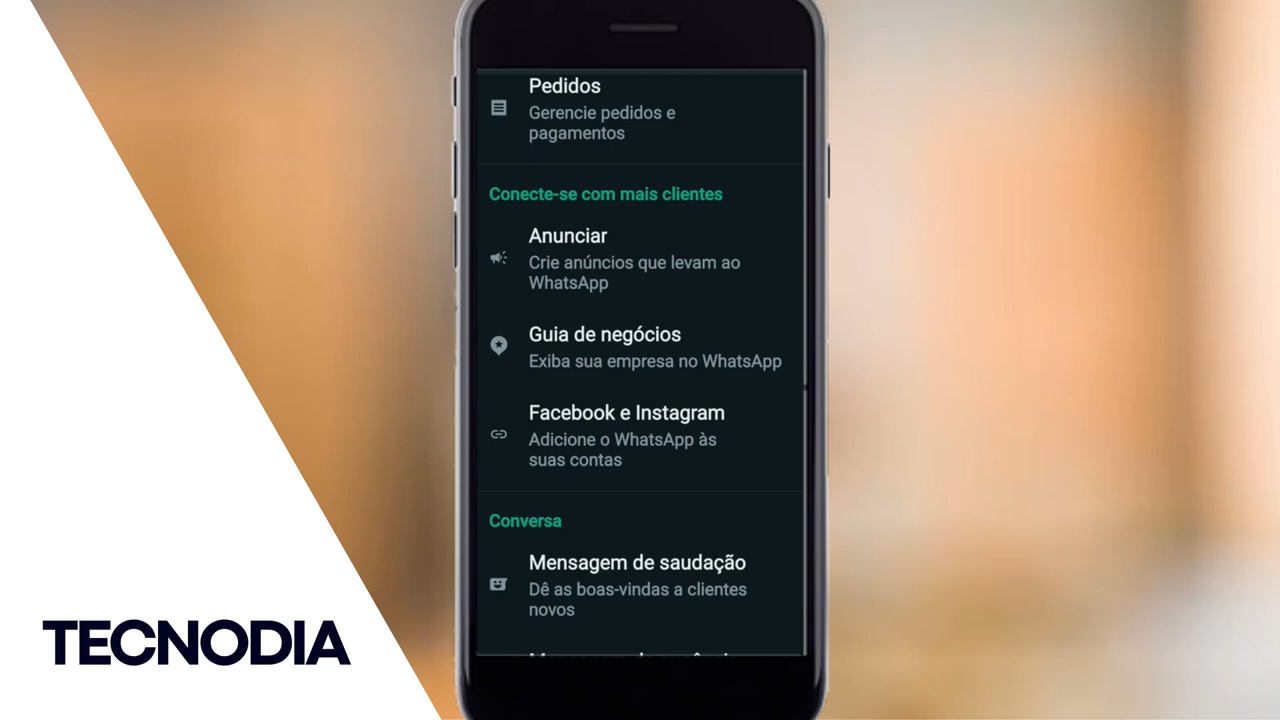 Pedidos
Gerencie pedidos e
pagamentos
Conecte-se com mais clientes
Anunciar
Crie anúncios que levam ao
WhatsApp
Guia de negócios
Exiba sua empresa no WhatsApp
Facebook e Instagram
Adicione o WhatsApp às
suas contas
Conversa
Mensagem de saudação
Dê as boas-vindas a clientes
novos
TECNODIA